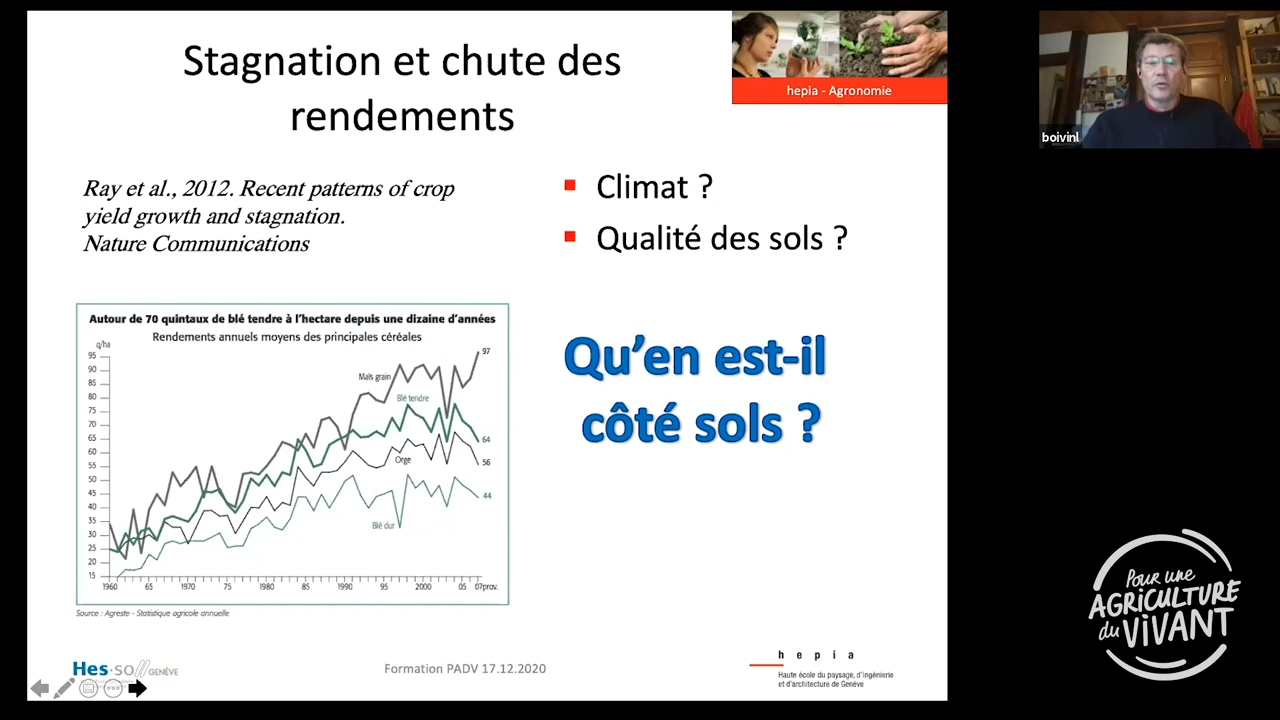 Stagnation et chute des
rendements
hepia - Agronomie
boivinl
Ray et al., 2012. Recent patterns of crop
yield growth and stagnation.
Nature Communications
Climat ?
Qualité des sols ?
Autour de 70 quintaux de blé tendre à l'hectare depuis une dizaine d'années
Rendements annuels moyens des principales céréales
q/ha
95
90
85
80
75
70
65
60
55
50
45
40
35
30
25
20
15
97
Maïs grain
Blé tendre
64
Orge
56
44
Blé dur
1960 65 1970 75 1980 85 1990 95 2000 05 07prov.
Source : Agreste - Statistique agricole annuelle
Qu'en est-il
côté sols ?
Pour une
AGRICULTURE
du VIVANT
Hes·so GENÈVE
Formation PADV 17.12.2020
hepia
Haute école du paysage, d'ingénierie
et d'architecture de Genève